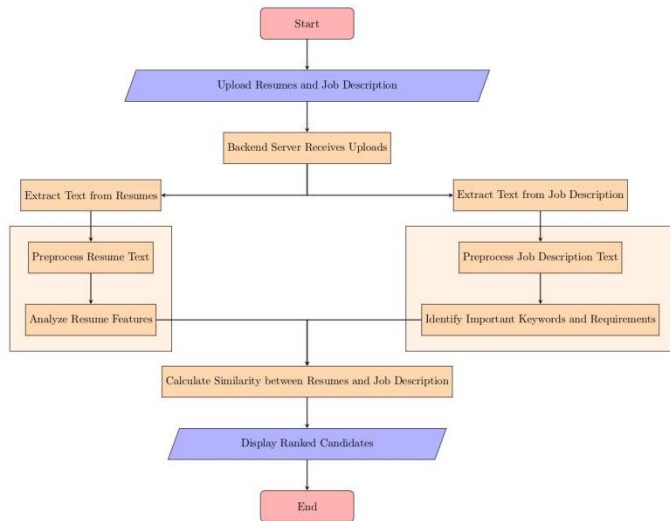 Start
Upload Resumes and Job Description
Backend Server Receives Uploads
Extract Text from Resumes
Extract Text from Job Description
Preprocess Resume Text
Preprocess Job Description Text
Analyze Resume Features
Identify Important Keywords and Requirements
Calculate Similarity between Resumes and Job Description
Display Ranked Candidates
End